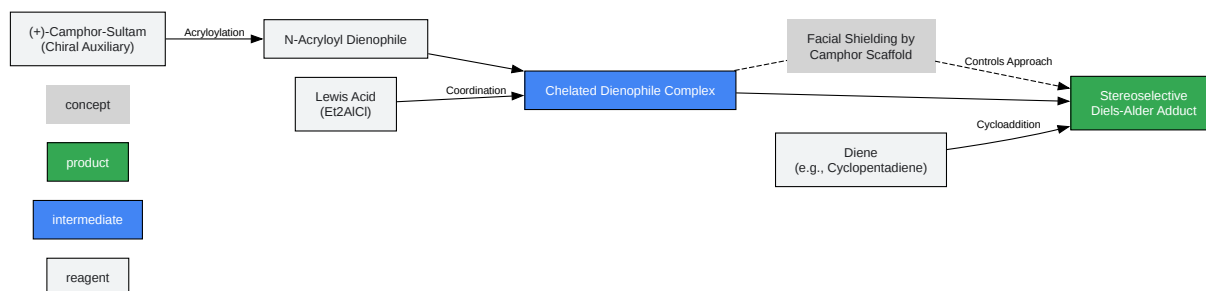 (+)-Camphor-Sultam
(Chiral Auxiliary)
Acryloylation
N-Acryloyl Dienophile
Lewis Acid
(Et2AlCl)
Coordination
Chelated Dienophile Complex
Facial Shielding by
Camphor Scaffold
Controls Approach
Stereoselective
Diels-Alder Adduct
Cycloaddition
Diene
(e.g., Cyclopentadiene)
concept
product
intermediate
reagent